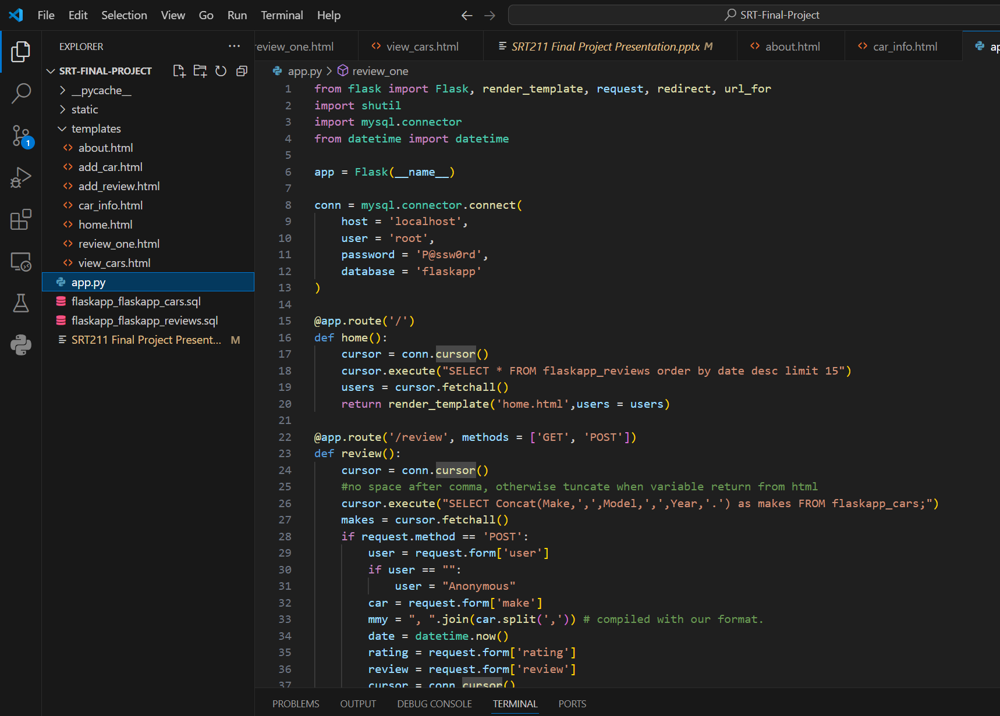 File Edit Selection View Go Run Terminal Help
SRT-Final-Project
EXPLORER
SRT-FINAL-PROJECT
__pycache__
static
templates
about.html
add_car.html
add_review.html
car_info.html
home.html
review_one.html
view_cars.html
app.py
flaskapp_flaskapp_cars.sql
flaskapp_flaskapp_reviews.sql
SRT211 Final Project Present... M
1
eview_one.html view_cars.html SRT211 Final Project Presentation.pptx M about.html car_info.html ap
app.py > review_one
1 from flask import Flask, render_template, request, redirect, url_for
2 import shutil
3 import mysql.connector
4 from datetime import datetime
5
6 app = Flask(__name__)
7
8 conn = mysql.connector.connect(
9 host = 'localhost',
10 user = 'root',
11 password = 'P@ssw0rd',
12 database = 'flaskapp'
13 )
14
15 @app.route('/')
16 def home():
17 cursor = conn.cursor()
18 cursor.execute("SELECT * FROM flaskapp_reviews order by date desc limit 15")
19 users = cursor.fetchall()
20 return render_template('home.html',users = users)
21
22 @app.route('/review', methods = ['GET', 'POST'])
23 def review():
24 cursor = conn.cursor()
25 #no space after comma, otherwise tuncate when variable return from html
26 cursor.execute("SELECT Concat(Make,',',Model,',',Year,'.') as makes FROM flaskapp_cars;")
27 makes = cursor.fetchall()
28 if request.method == 'POST':
29 user = request.form['user']
30 if user == "":
31 user = "Anonymous"
32 car = request.form['make']
33 mmy = ", ".join(car.split(',')) # compiled with our format.
34 date = datetime.now()
35 rating = request.form['rating']
36 review = request.form['review']
37 cursor = conn.cursor()
PROBLEMS OUTPUT DEBUG CONSOLE TERMINAL PORTS